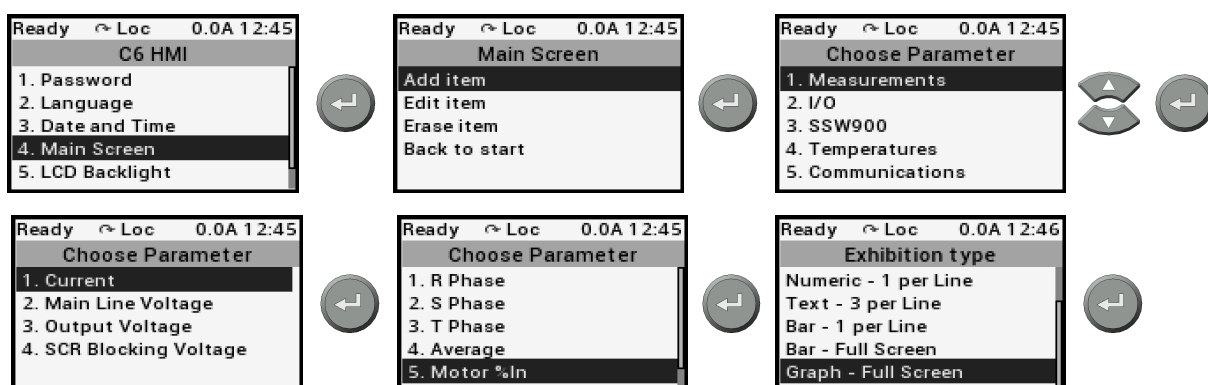 Ready Loc 0.0A 12:45
C6 HMI
1. Password
2. Language
3. Date and Time
4. Main Screen
5. LCD Backlight
Ready Loc 0.0A 12:45
Main Screen
Add item
Edit item
Erase item
Back to start
Ready Loc 0.0A 12:45
Choose Parameter
1. Measurements
2. I/O
3. SSW900
4. Temperatures
5. Communications
Ready Loc 0.0A 12:45
Choose Parameter
1. Current
2. Main Line Voltage
3. Output Voltage
4. SCR Blocking Voltage
Ready Loc 0.0A 12:45
Choose Parameter
1. R Phase
2. S Phase
3. T Phase
4. Average
5. Motor %In
Ready Loc 0.0A 12:46
Exhibition type
Numeric - 1 per Line
Text - 3 per Line
Bar - 1 per Line
Bar - Full Screen
Graph - Full Screen